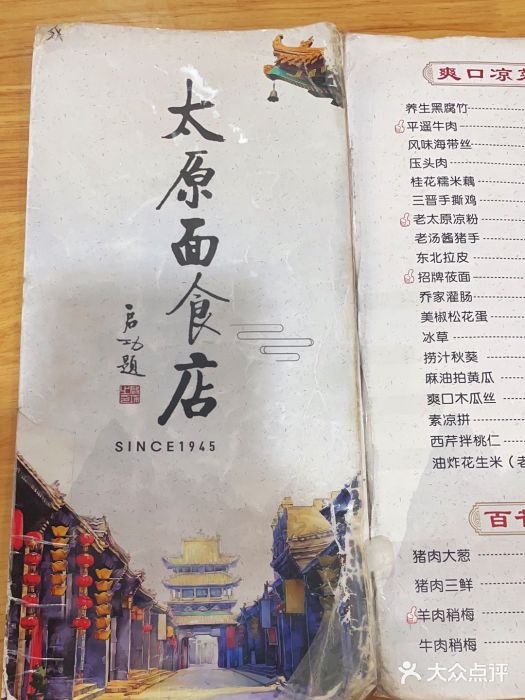 太原面食店
启功题
SINCE1945
爽口凉
养生黑腐竹
平遥牛肉
风味海带丝
压头肉
桂花糯米藕
三晋手撕鸡
老太原凉粉
老汤酱猪手
东北拉皮
招牌莜面
乔家灌肠
美椒松花蛋
冰草
捞汁秋葵
麻油拍黄瓜
爽口木瓜丝
素凉拼
西芹拌桃仁
油炸花生米（老
百
猪肉大葱
猪肉三鲜
羊肉稍梅
牛肉稍梅
大众点评